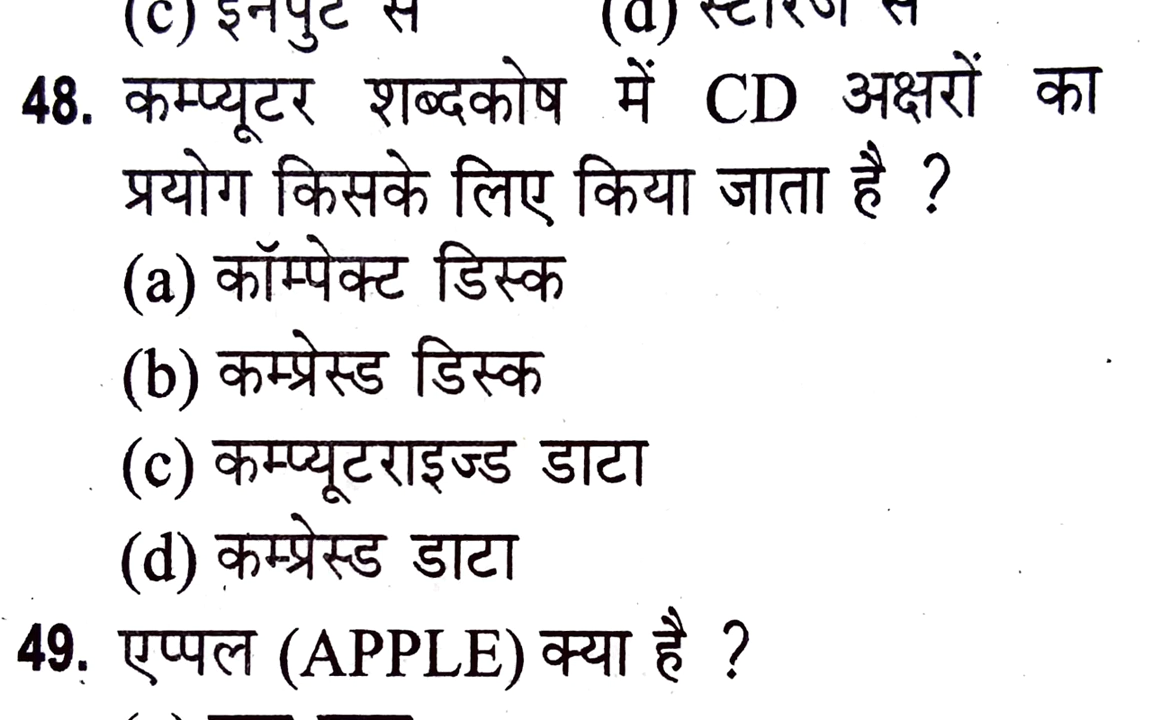 (c) इनपुट से (d) स्टोरेज से
48. कम्प्यूटर शब्दकोष में CD अक्षरों का
प्रयोग किसके लिए किया जाता है ?
(a) कॉम्पेक्ट डिस्क
(b) कम्प्रेस्ड डिस्क
(c) कम्प्यूटराइज्ड डाटा
(d) कम्प्रेस्ड डाटा
49. एप्पल (APPLE) क्या है ?